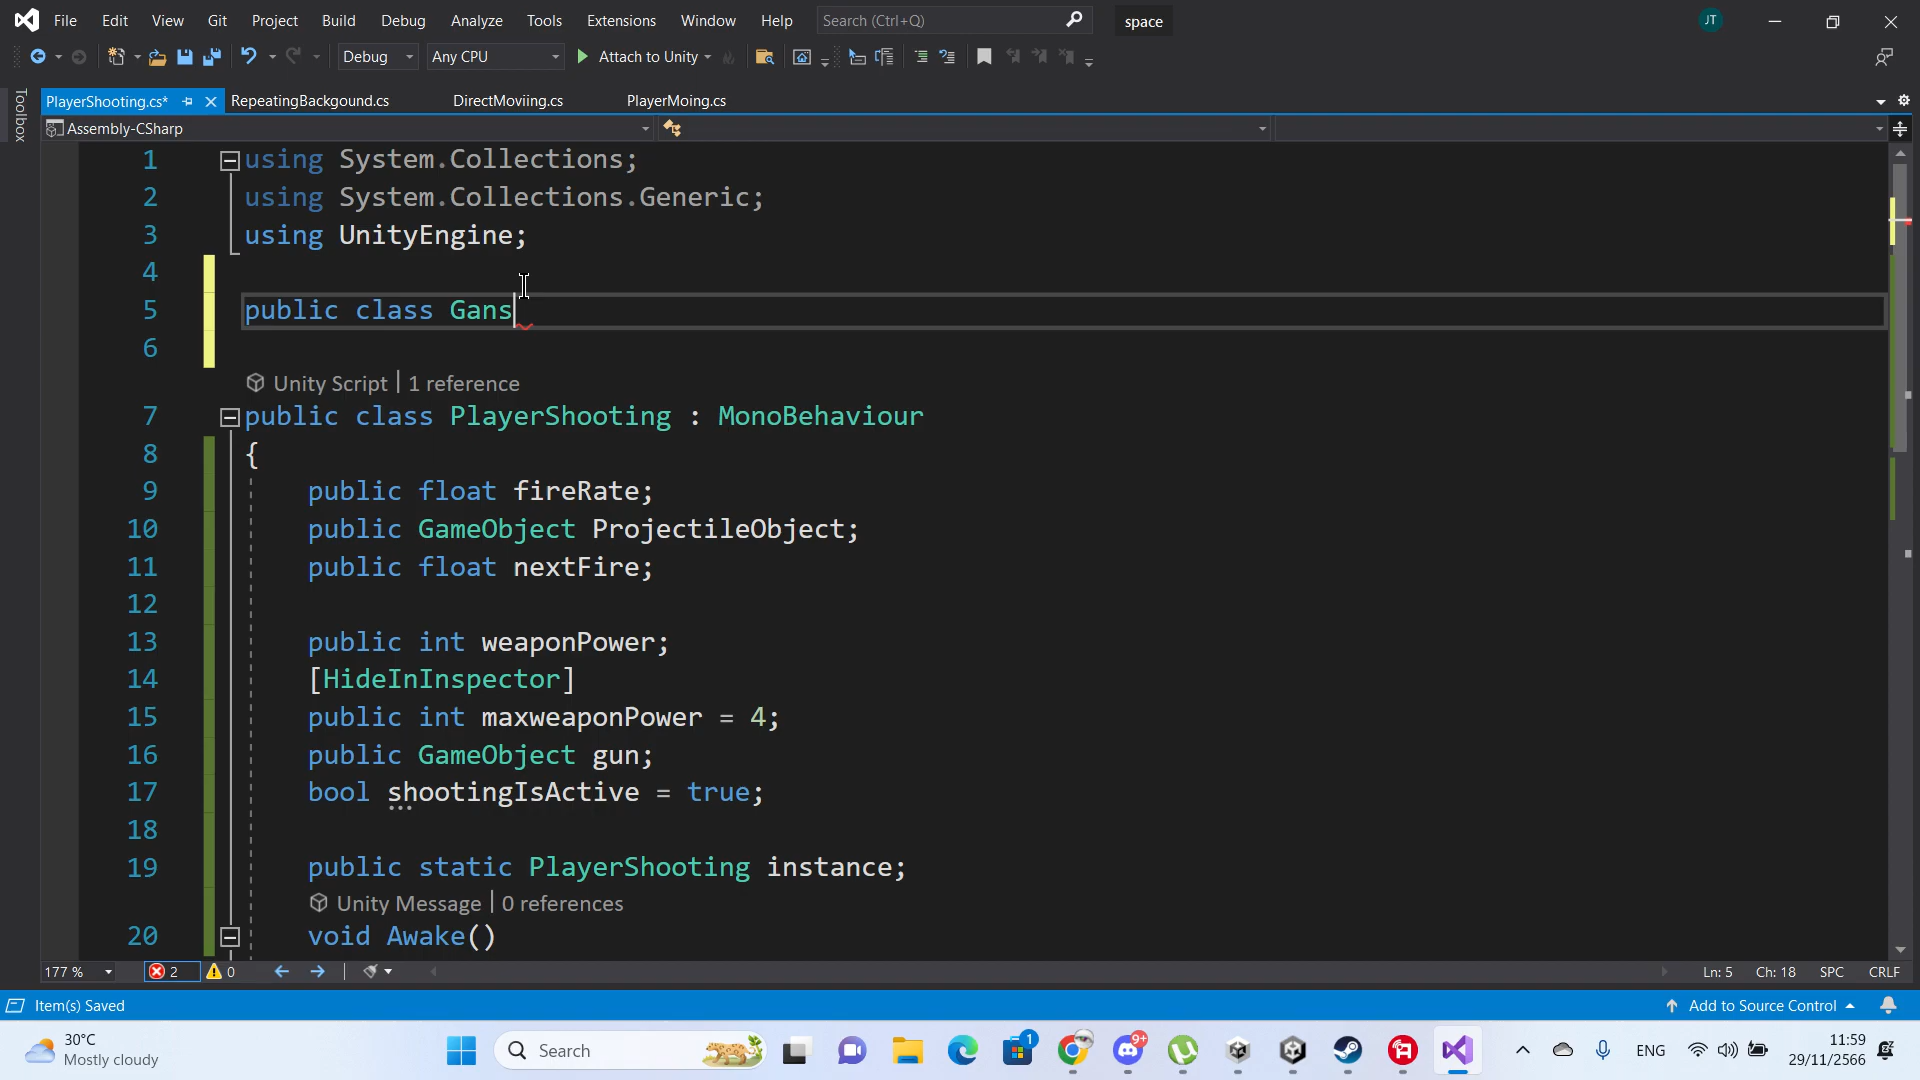 File Edit View Git Project Build Debug Analyze Tools Extensions Window Help Search (Ctrl+Q) space JT
Debug Any CPU Attach to Unity
Toolbox
PlayerShooting.cs* RepeatingBackgound.cs DirectMoviing.cs PlayerMoing.cs
Assembly-CSharp
1 using System.Collections;
2 using System.Collections.Generic;
3 using UnityEngine;
4
5 public class Gans
6
Unity Script | 1 reference
7 public class PlayerShooting : MonoBehaviour
8 {
9 public float fireRate;
10 public GameObject ProjectileObject;
11 public float nextFire;
12
13 public int weaponPower;
14 [HideInInspector]
15 public int maxweaponPower = 4;
16 public GameObject gun;
17 bool shootingIsActive = true;
18
19 public static PlayerShooting instance;
Unity Message | 0 references
20 void Awake()
177 % 2 0 Ln: 5 Ch: 18 SPC CRLF
Item(s) Saved Add to Source Control
30°C
Mostly cloudy
Search 1 9+ ENG
11:59
29/11/2566